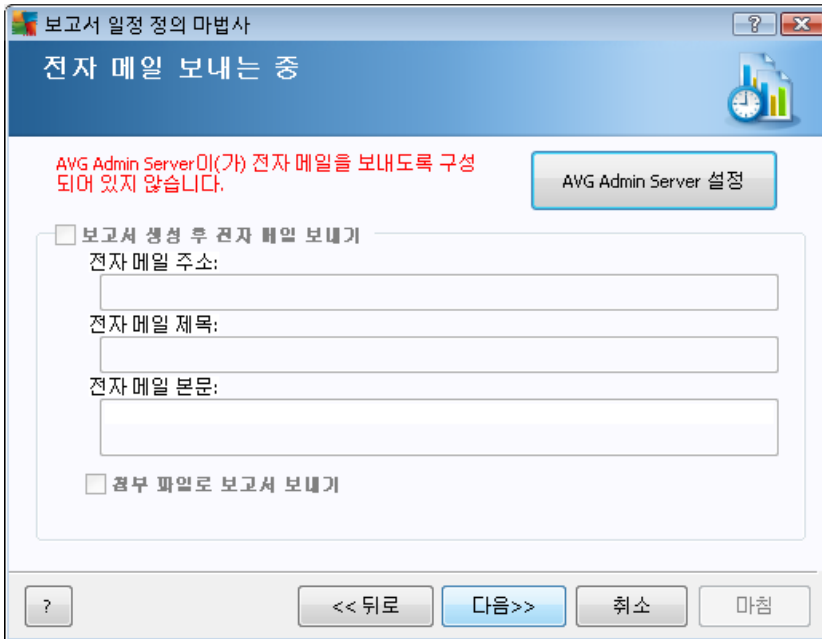 보고서 일정 정의 마법사
?
전자 메일 보내는 중
AVG Admin Server이(가) 전자 메일을 보내도록 구성
되어 있지 않습니다.
AVG Admin Server 설정
보고서 생성 후 전자 메일 보내기
전자 메일 주소:
전자 메일 제목:
전자 메일 본문:
첨부 파일로 보고서 보내기
?
<< 뒤로
다음>>
취소
마침